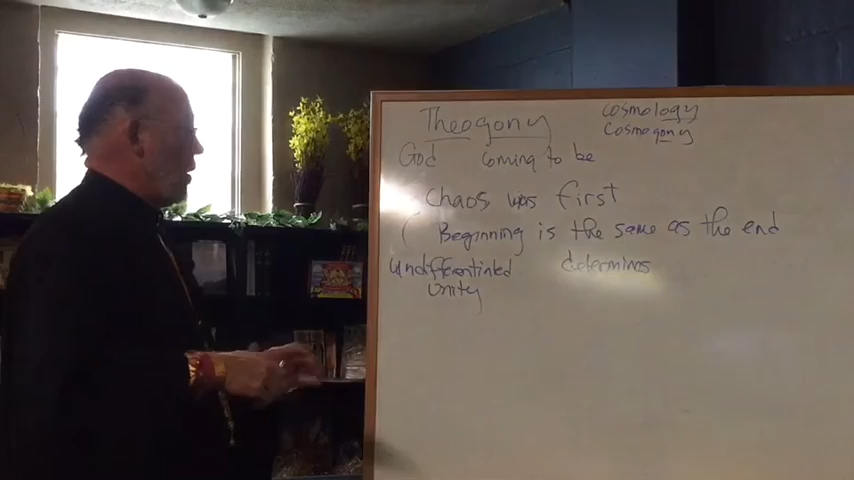 Theogony
cosmology
cosmogony
God coming to be
Chaos was first
Beginning is the same as the end
Undifferentinted determines
Unity